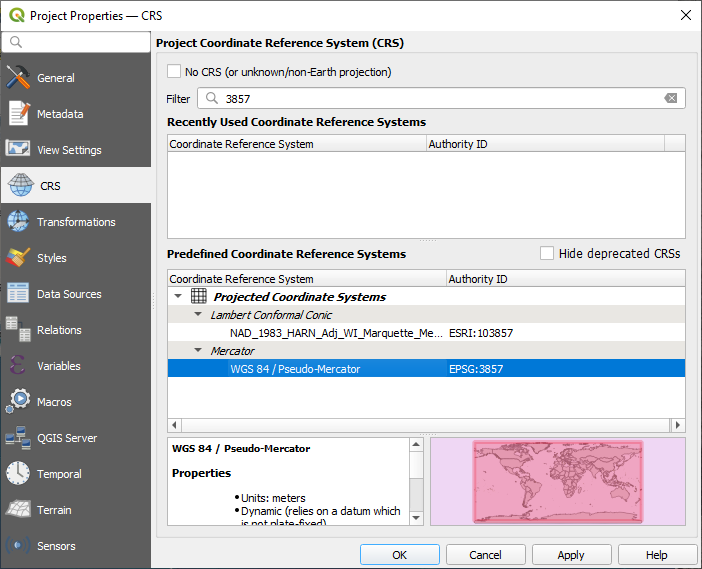 Project Properties — CRS
Project Coordinate Reference System (CRS)
General
Metadata
View Settings
CRS
Transformations
Styles
Data Sources
Relations
Variables
Macros
QGIS Server
Temporal
Terrain
Sensors
No CRS (or unknown/non-Earth projection)
Filter 3857
Recently Used Coordinate Reference Systems
Coordinate Reference System Authority ID
Predefined Coordinate Reference Systems Hide deprecated CRSs
Coordinate Reference System Authority ID
Projected Coordinate Systems
Lambert Conformal Conic
NAD_1983_HARN_Adj_WI_Marquette_Me... ESRI:103857
Mercator
WGS 84 / Pseudo-Mercator EPSG:3857
WGS 84 / Pseudo-Mercator
Properties
• Units: meters
• Dynamic (relies on a datum which
is not plate-fixed)
OK Cancel Apply Help